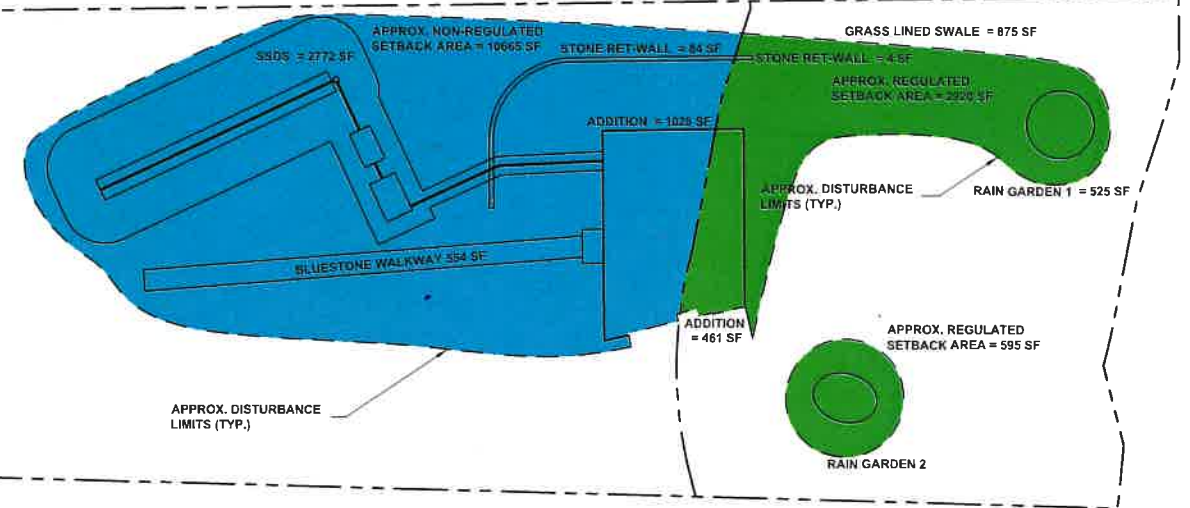 APPROX. NON-REGULATED
SETBACK AREA = 10665 SF
SSDS = 2772 SF
STONE RET-WALL = 84 SF
GRASS LINED SWALE = 875 SF
STONE RET-WALL = 4 SF
APPROX. REGULATED
SETBACK AREA = 2920 SF
ADDITION = 1029 SF
APPROX. DISTURBANCE
LIMITS (TYP.)
RAIN GARDEN 1 = 525 SF
BLUESTONE WALKWAY 554 SF
ADDITION
= 461 SF
APPROX. REGULATED
SETBACK AREA = 595 SF
APPROX. DISTURBANCE
LIMITS (TYP.)
RAIN GARDEN 2